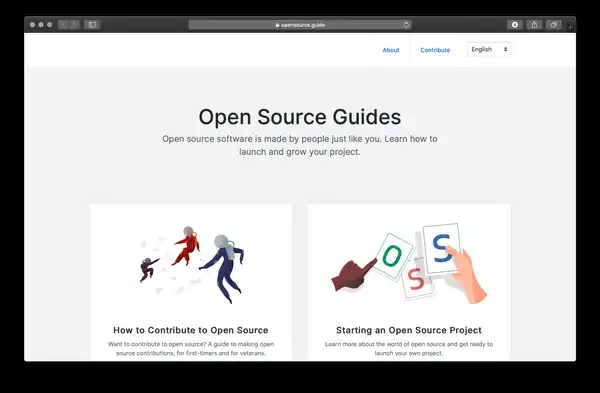 opensource.guide
About
Contribute
English
Open Source Guides
Open source software is made by people just like you. Learn how to
launch and grow your project.
O
S
S
How to Contribute to Open Source
Want to contribute to open source? A guide to making
open source contributions, for first-timers and for veterans.
Starting an Open Source Project
Learn more about the world of open source and get ready to
launch your own project.